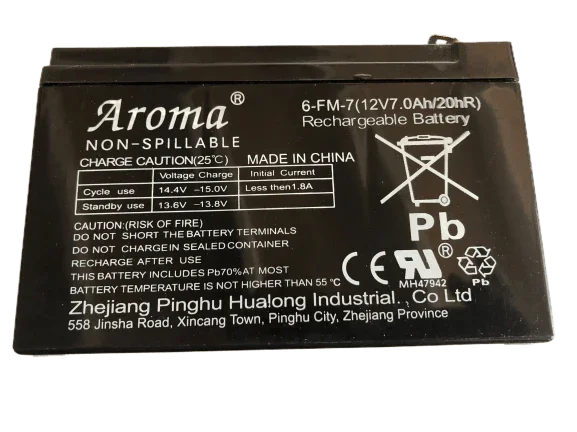 Aroma®
NON-SPILLABLE
6-FM-7(12V7.0Ah/20hR)
Rechargeable Battery
CHARGE CAUTION(25℃) MADE IN CHINA
Voltage Charge Initial Current
Cycle use 14.4V –15.0V Less then1.8A
Standby use 13.6V –13.8V
Pb
CAUTION:(RISK OF FIRE)
DO NOT SHORT THE BATTERY TERMINALS
DO NOT CHARGE IN SEALED CONTAINER
RECHARGE AFTER USE
THIS BATTERY INCLUDES Pb70% AT MOST
BATTERY TEMPERATURE IS NOT HIGHER THAN 55 ℃
CE RU ®
MH47942
Pb
Zhejiang Pinghu Hualong Industrial., Co Ltd
558 Jinsha Road, Xincang Town, Pinghu City, Zhejiang Province